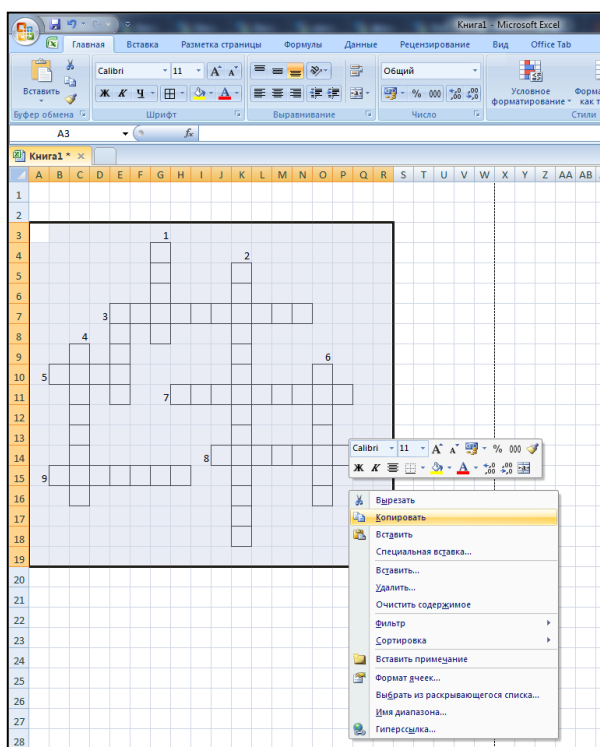 Книга1 - Microsoft Excel
Главная Вставка Разметка страницы Формулы Данные Рецензирование Вид Office Tab
Calibri 11 Общий
Вставить Ж К Ч % 000 Условное форматирование
Буфер обмена Шрифт Выравнивание Число Стили
A3 fx
Книга1 *
A B C D E F G H I J K L M N O P Q R S T U V W X Y Z AA AB
1
2
3 1
4 2
5
6
7 3
8 4
9 6
10 5
11 7
12
13
14 8
15 9
16
17
18
19
20
21
22
23
24
25
26
27
28
Calibri 11 A A % 000
Ж К А
Вырезать
Копировать
Вставить
Специальная вставка...
Вставить...
Удалить...
Очистить содержимое
Фильтр
Сортировка
Вставить примечание
Формат ячеек...
Выбрать из раскрывающегося списка...
Имя диапазона...
Гиперссылка...